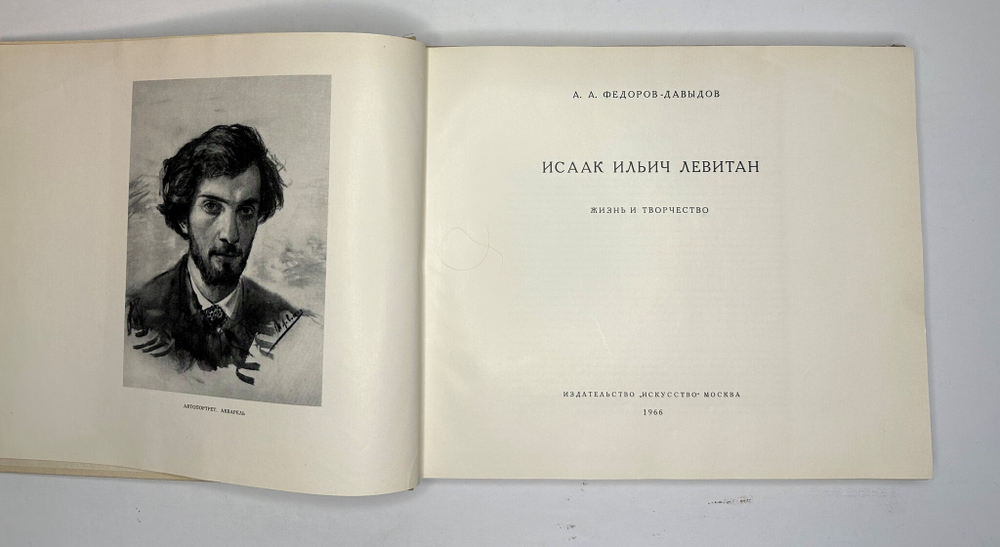 АВТОПОРТРЕТ. АКВАРЕЛЬ
А. А. ФЕДОРОВ-ДАВЫДОВ
ИСААК ИЛЬИЧ ЛЕВИТАН
ЖИЗНЬ И ТВОРЧЕСТВО
ИЗДАТЕЛЬСТВО „ИСКУССТВО“ МОСКВА
1966